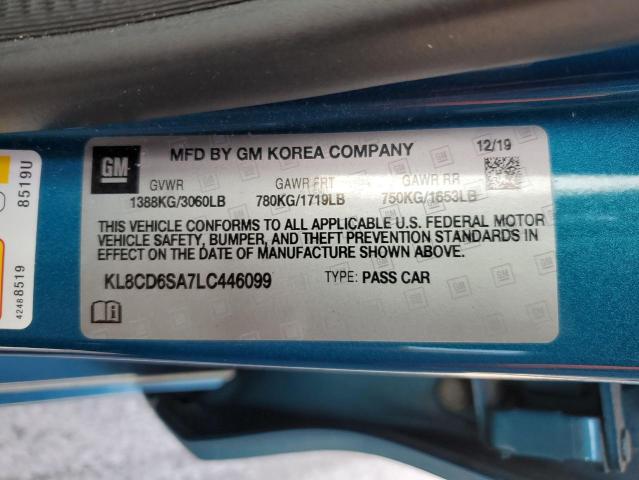 GM
MFD BY GM KOREA COMPANY
12/19
GVWR GAWR FRT GAWR RR
1388KG/3060LB 780KG/1719LB 750KG/1653LB
THIS VEHICLE CONFORMS TO ALL APPLICABLE U.S. FEDERAL MOTOR
VEHICLE SAFETY, BUMPER, AND THEFT PREVENTION STANDARDS IN
EFFECT ON THE DATE OF MANUFACTURE SHOWN ABOVE.
KL8CD6SA7LC446099 TYPE: PASS CAR
8519U
42488519